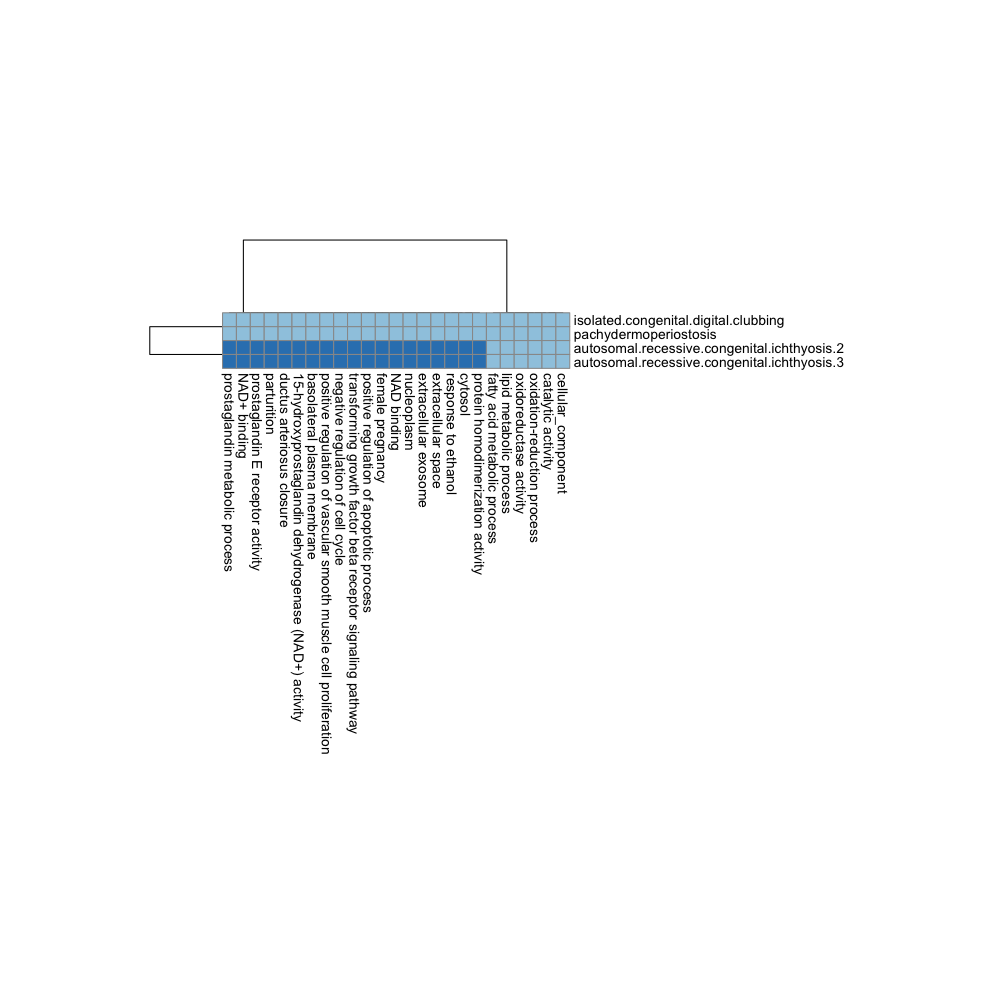 isolated.congenital.digital.clubbing
pachydermoperiostosis
autosomal.recessive.congenital.ichthyosis.2
autosomal.recessive.congenital.ichthyosis.3
prostaglandin metabolic process
NAD+ binding
prostaglandin E receptor activity
parturition
ductus arteriosus closure
15-hydroxyprostaglandin dehydrogenase (NAD+) activity
basolateral plasma membrane
positive regulation of vascular smooth muscle cell proliferation
negative regulation of cell cycle
transforming growth factor beta receptor signaling pathway
positive regulation of apoptotic process
female pregnancy
NAD binding
nucleoplasm
extracellular exosome
extracellular space
response to ethanol
cytosol
protein homodimerization activity
fatty acid metabolic process
lipid metabolic process
oxidoreductase activity
oxidation-reduction process
catalytic activity
cellular_component